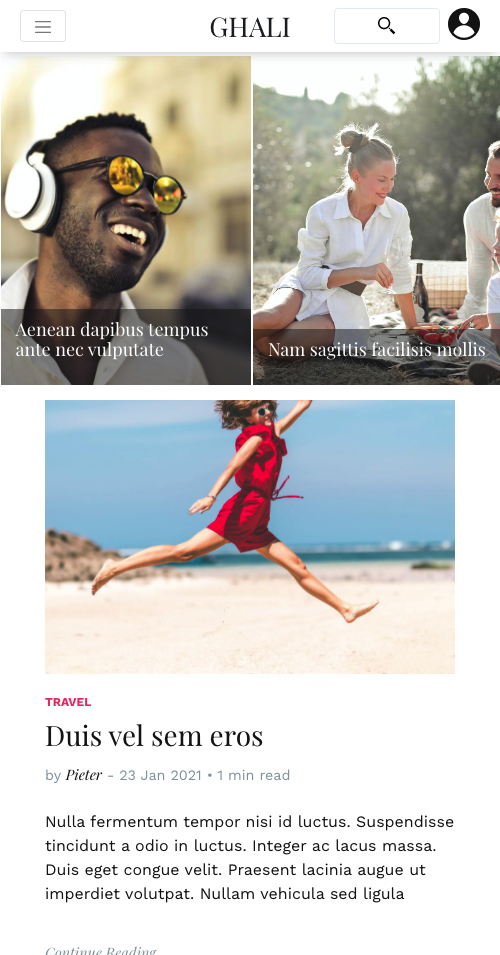 GHALI
Aenean dapibus tempus
ante nec vulputate
Nam sagittis facilisis mollis
TRAVEL
Duis vel sem eros
by Pieter - 23 Jan 2021 • 1 min read
Nulla fermentum tempor nisi id luctus. Suspendisse
tincidunt a odio in luctus. Integer ac lacus massa.
Duis eget congue velit. Praesent lacinia augue ut
imperdiet volutpat. Nullam vehicula sed ligula
Continue Reading